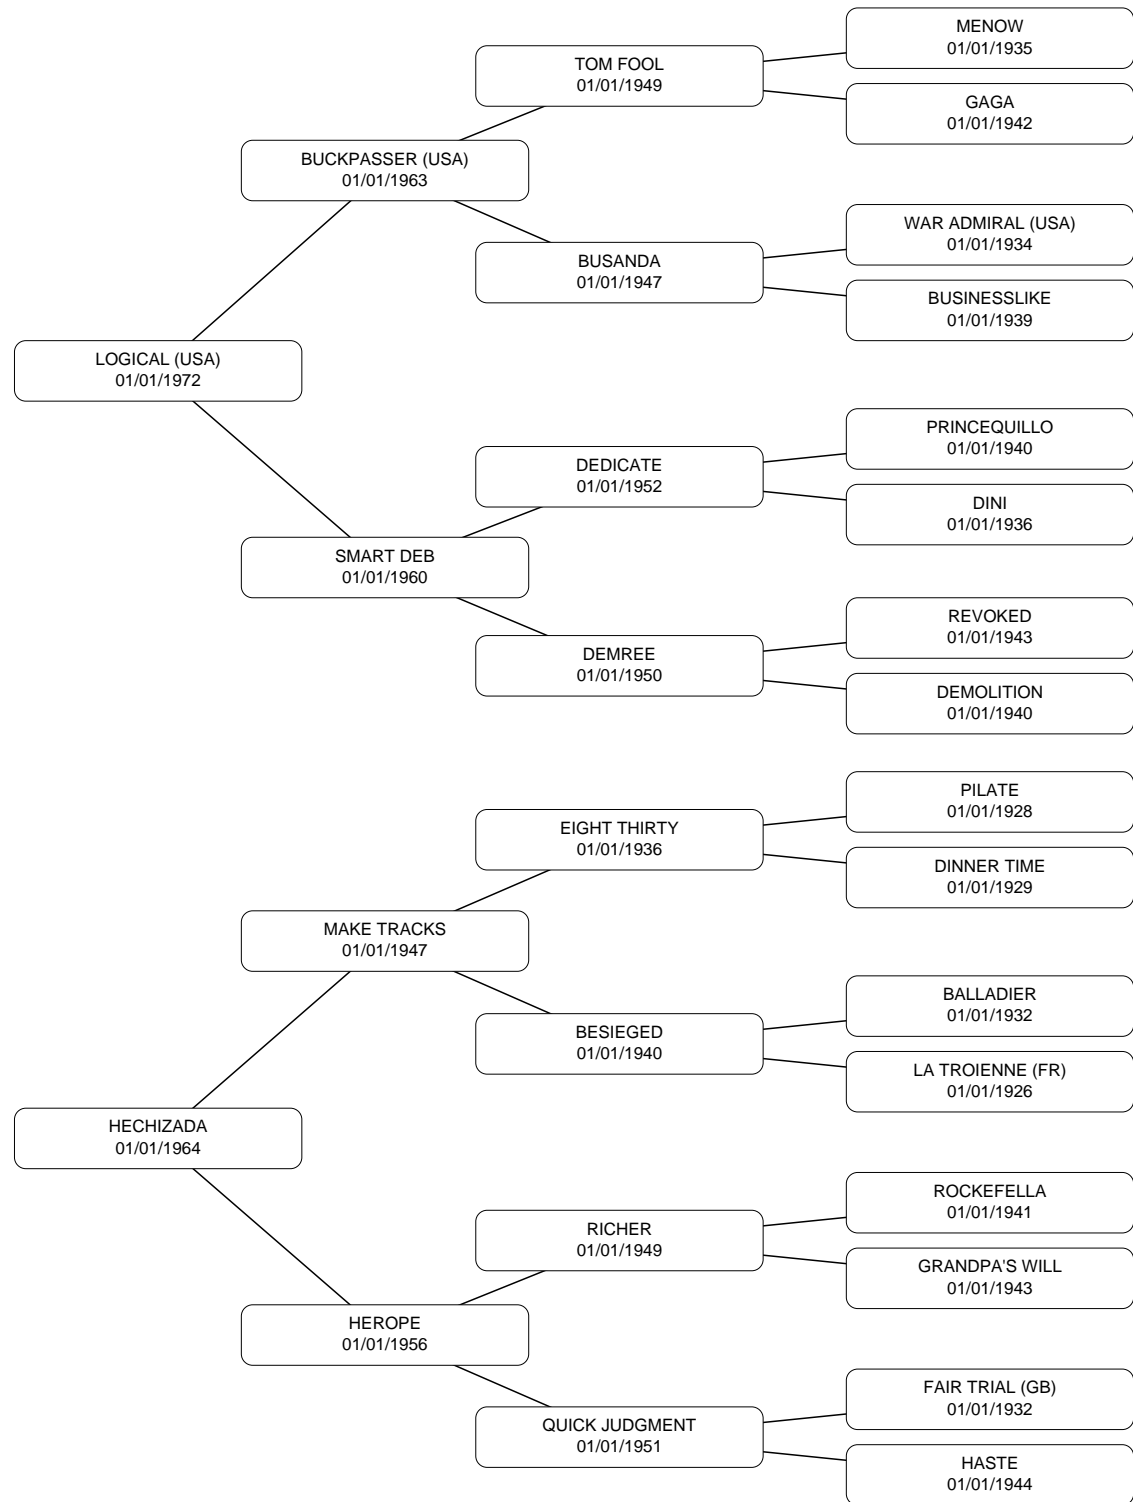 MENOW
01/01/1935
TOM FOOL
01/01/1949
GAGA
01/01/1942
BUCKPASSER (USA)
01/01/1963
WAR ADMIRAL (USA)
01/01/1934
BUSANDA
01/01/1947
BUSINESSLIKE
01/01/1939
LOGICAL (USA)
01/01/1972
PRINCEQUILLO
01/01/1940
DEDICATE
01/01/1952
DINI
01/01/1936
SMART DEB
01/01/1960
REVOKED
01/01/1943
DEMREE
01/01/1950
DEMOLITION
01/01/1940
PILATE
01/01/1928
EIGHT THIRTY
01/01/1936
DINNER TIME
01/01/1929
MAKE TRACKS
01/01/1947
BALLADIER
01/01/1932
BESIEGED
01/01/1940
LA TROIENNE (FR)
01/01/1926
HECHIZADA
01/01/1964
ROCKEFELLA
01/01/1941
RICHER
01/01/1949
GRANDPA'S WILL
01/01/1943
HEROPE
01/01/1956
FAIR TRIAL (GB)
01/01/1932
QUICK JUDGMENT
01/01/1951
HASTE
01/01/1944